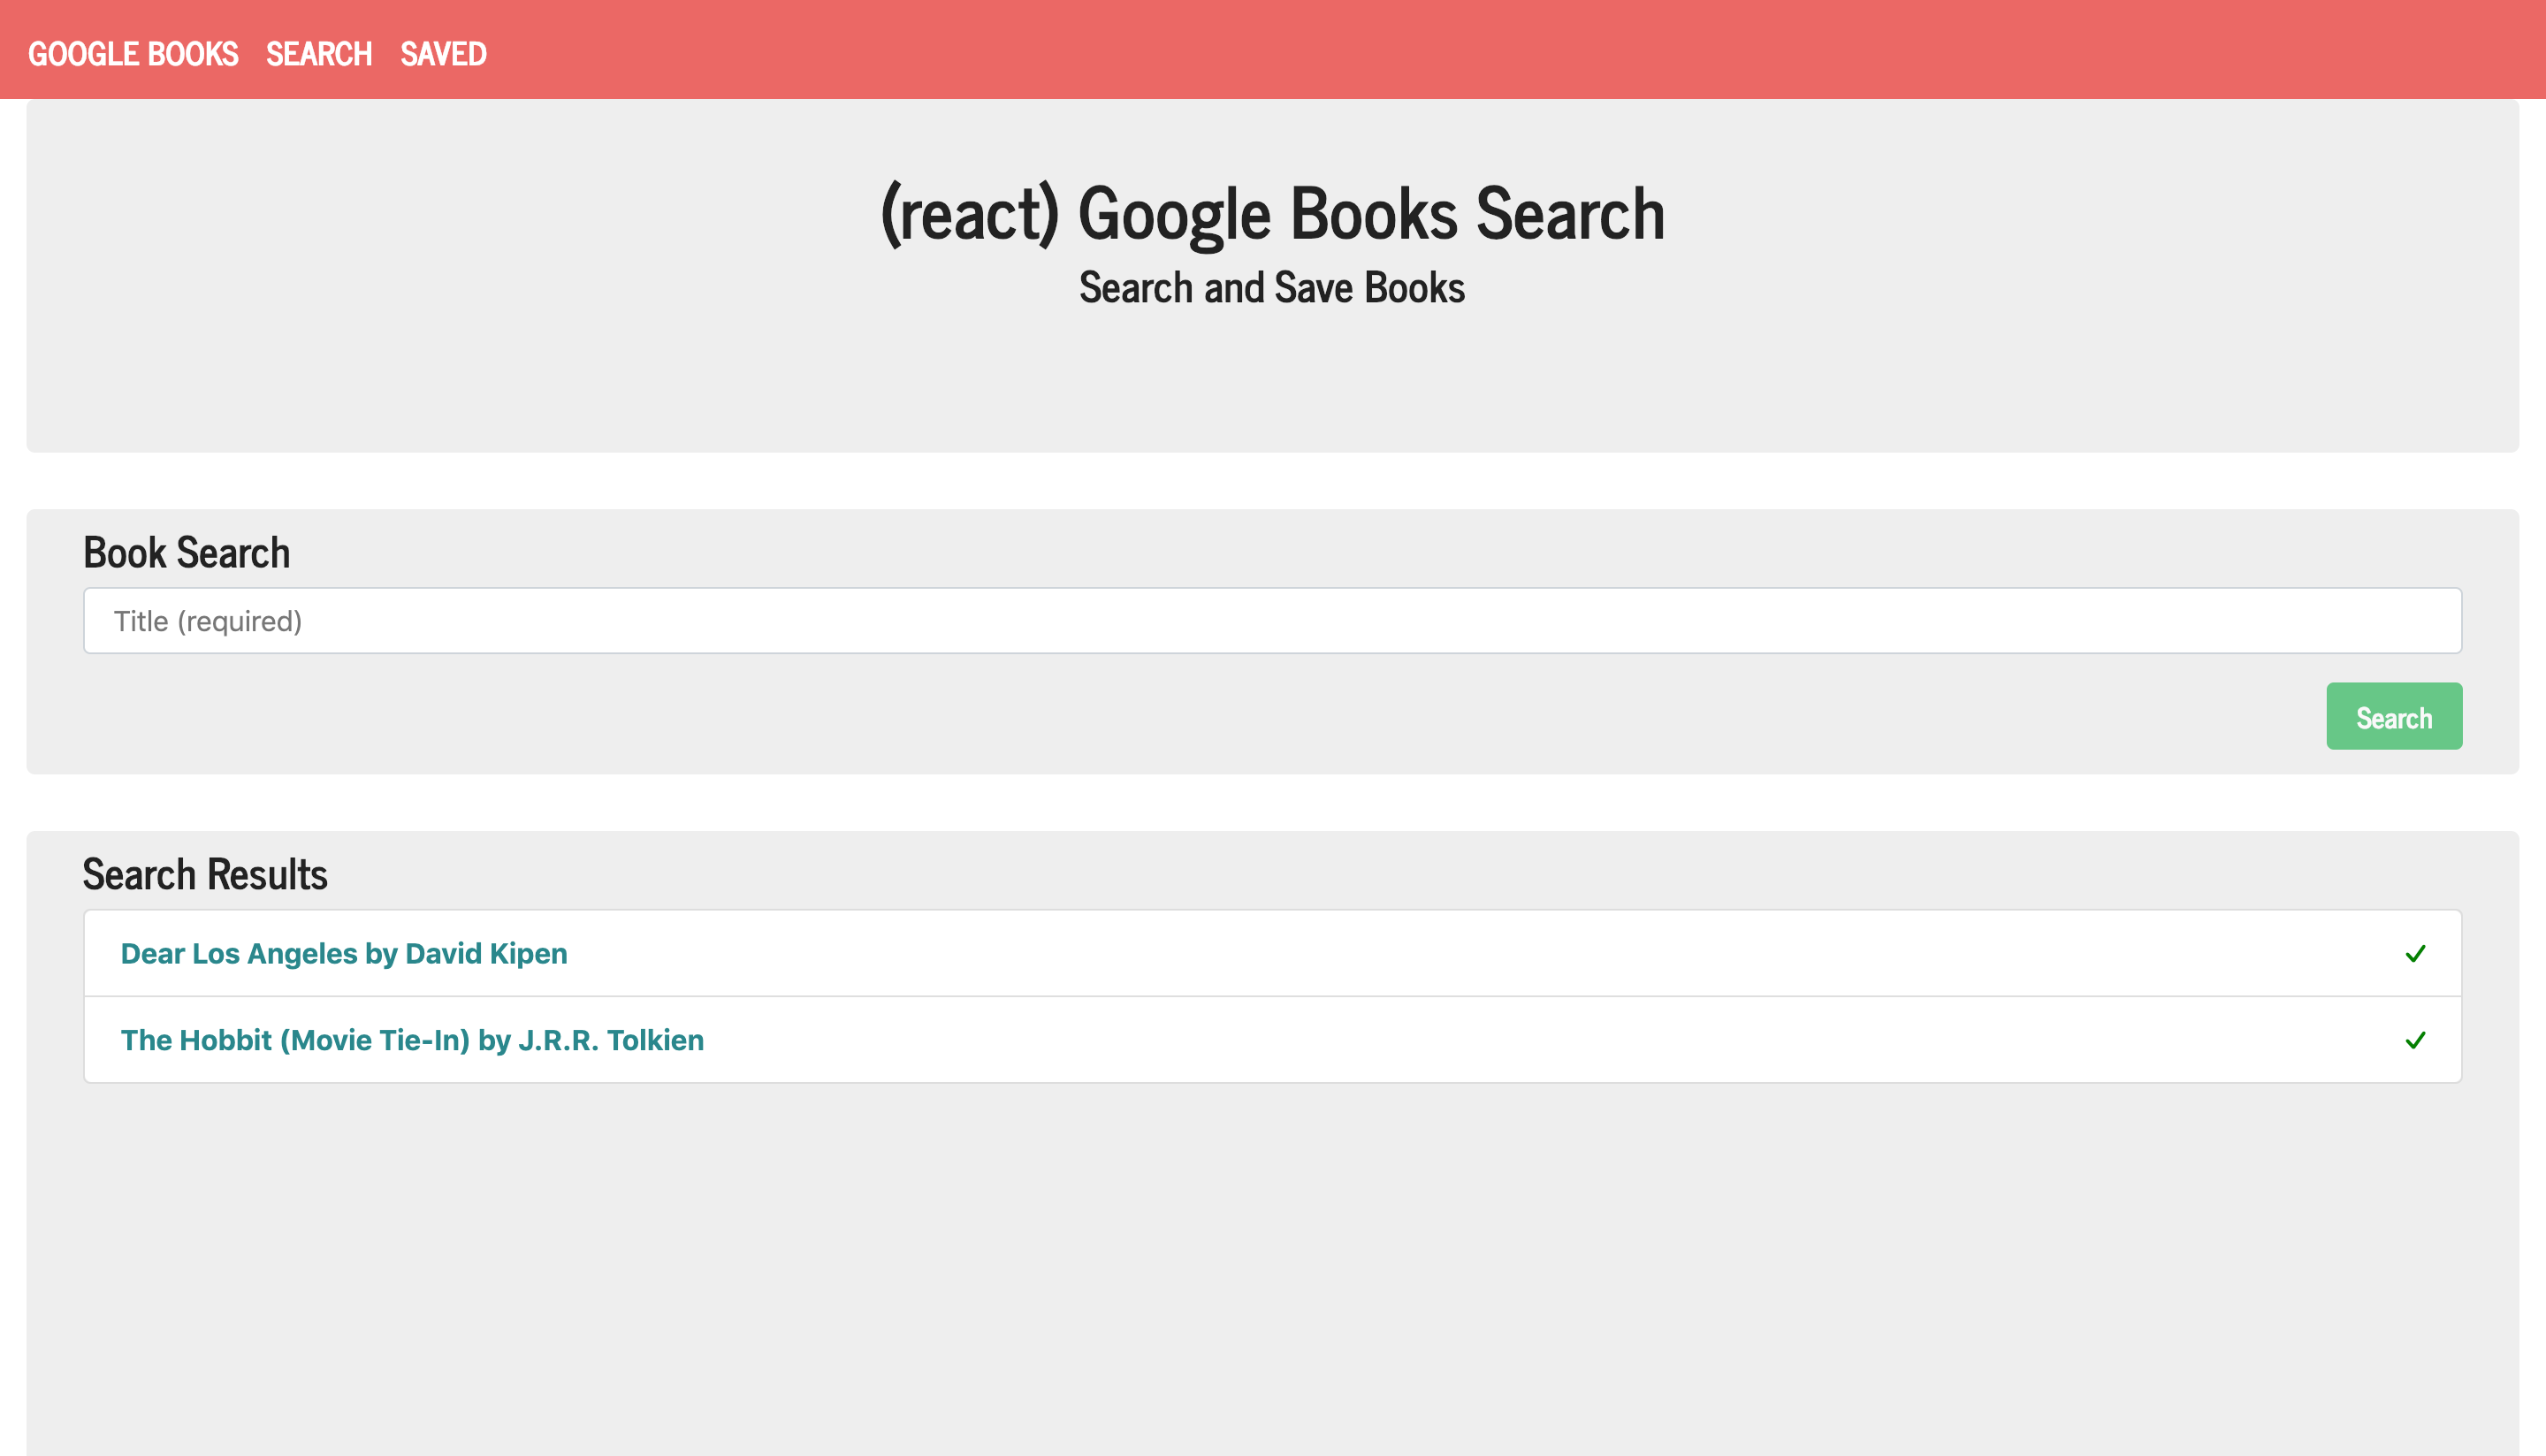 GOOGLE BOOKS SEARCH SAVED
(react) Google Books Search
Search and Save Books
Book Search
Title (required)
Search
Search Results
Dear Los Angeles by David Kipen
The Hobbit (Movie Tie-In) by J.R.R. Tolkien